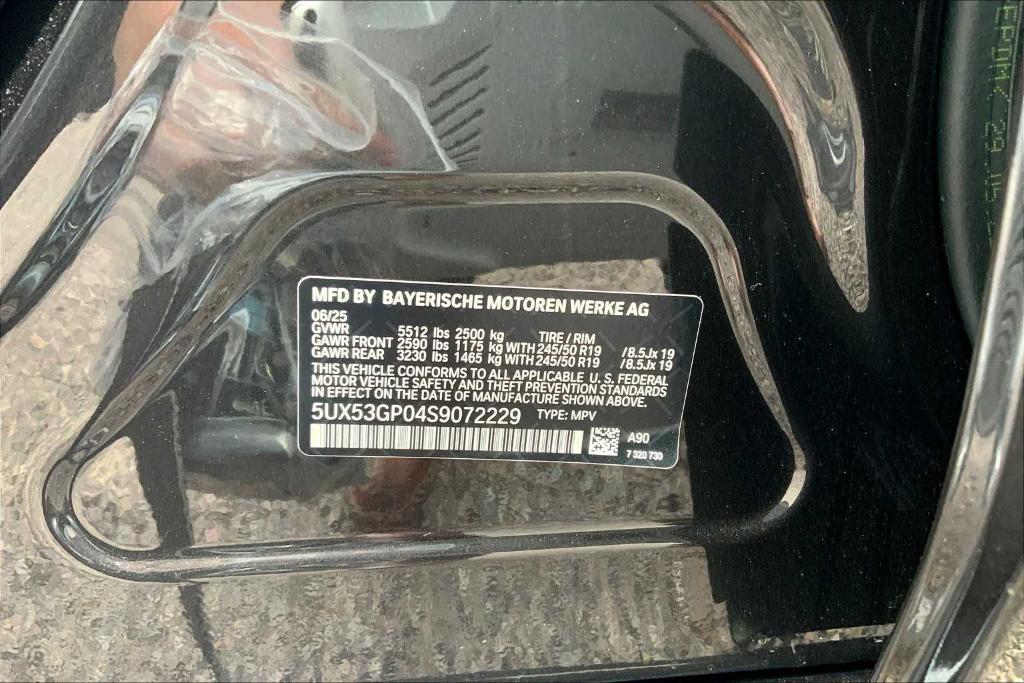 MFD BY BAYERISCHE MOTOREN WERKE AG
06/25
GVWR 5512 lbs 2500 kg TIRE / RIM
GAWR FRONT 2590 lbs 1175 kg WITH 245/50 R19 /8.5Jx 19
GAWR REAR 3230 lbs 1465 kg WITH 245/50 R19 /8.5Jx 19
THIS VEHICLE CONFORMS TO ALL APPLICABLE U. S. FEDERAL
MOTOR VEHICLE SAFETY AND THEFT PREVENTION STANDARDS
IN EFFECT ON THE DATE OF MANUFACTURE SHOWN ABOVE.
5UX53GP04S9072229 TYPE: MPV
A90
7 320 730